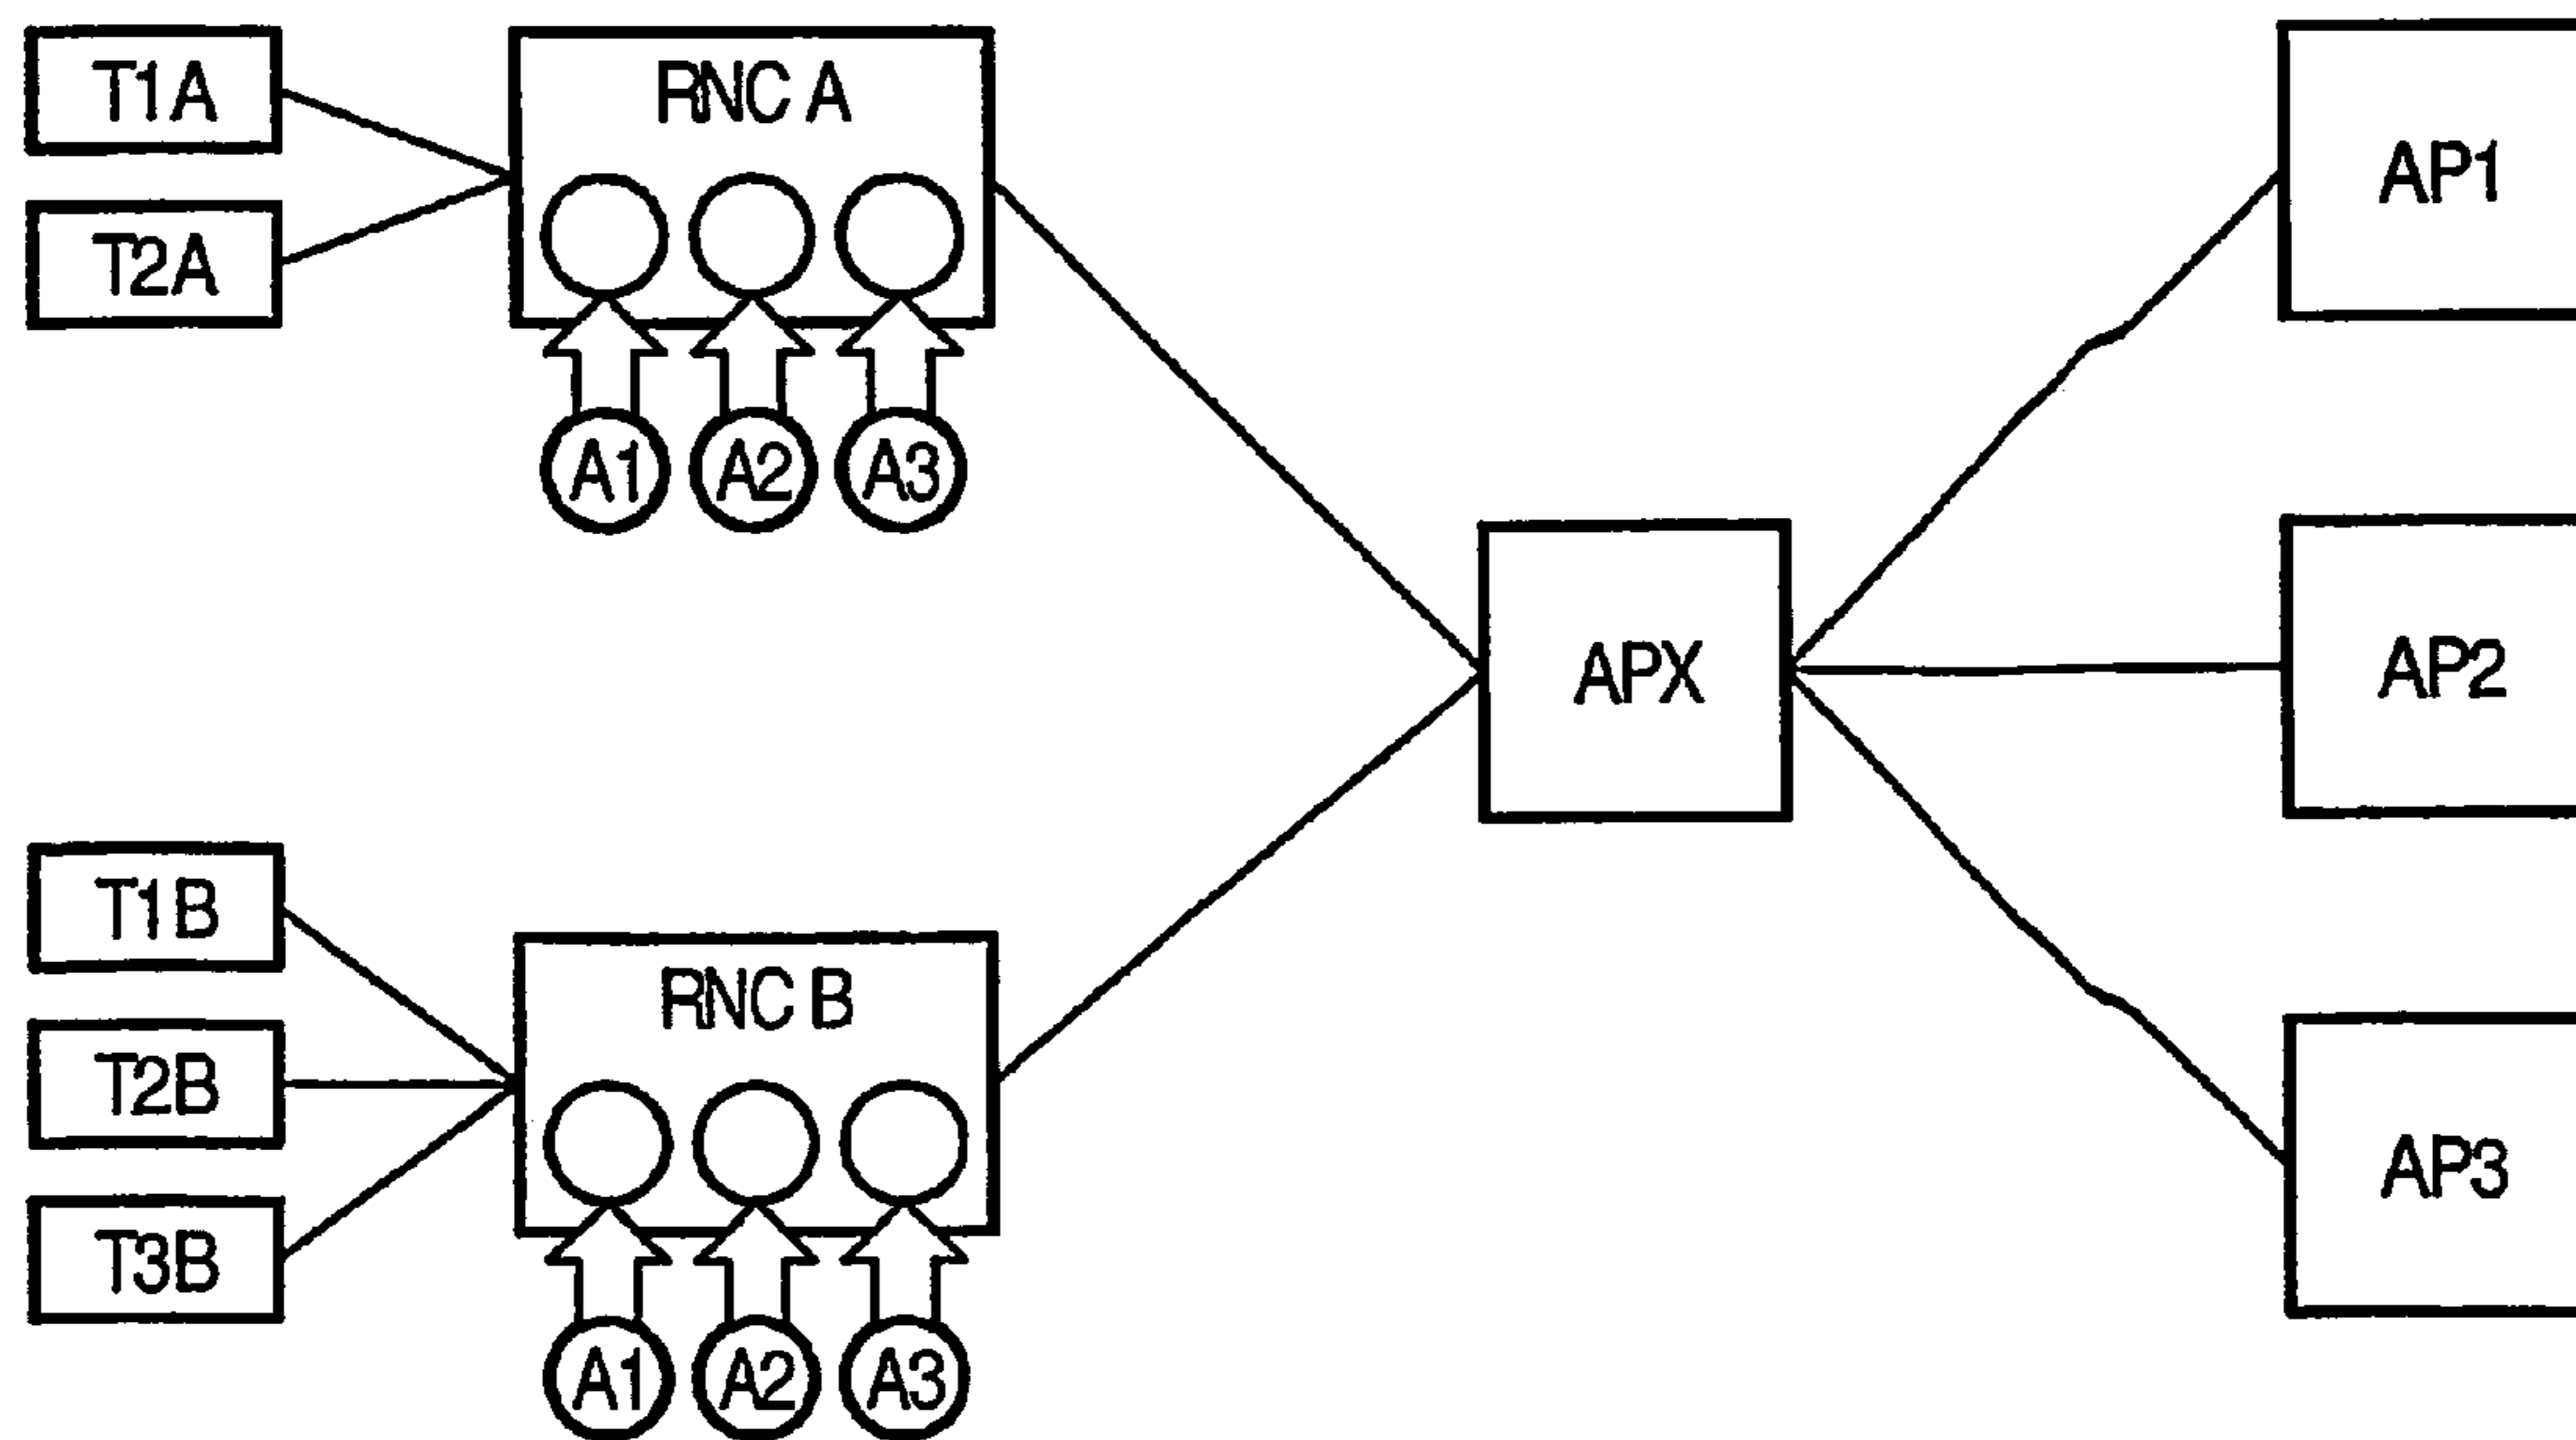 T1A
T2A
RNC A
A1 A2 A3
T1B
T2B
T3B
RNC B
A1 A2 A3
APX
AP1
AP2
AP3